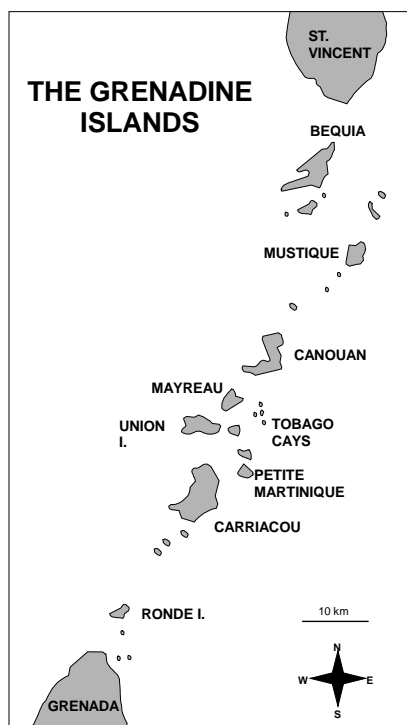 ST.
VINCENT
THE GRENADINE
ISLANDS
BEQUIA
MUSTIQUE
CANOUAN
MAYREAU
UNION
I.
TOBAGO
CAYS
PETITE
MARTINIQUE
CARRIACOU
RONDE I.
10 km
N
W
E
S
GRENADA